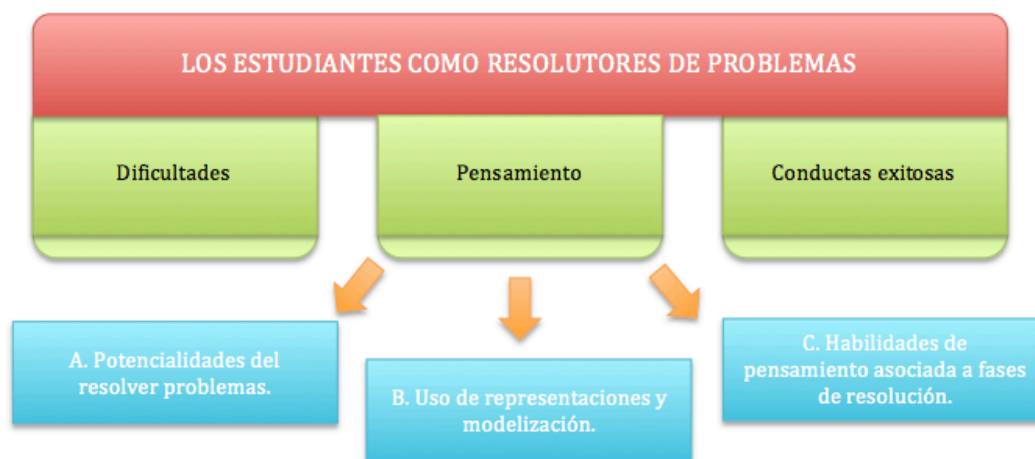 LOS ESTUDIANTES COMO RESOLUTORES DE PROBLEMAS
Dificultades
Pensamiento
Conductas exitosas
A. Potencialidades del
resolver problemas.
B. Uso de representaciones y
modelización.
C. Habilidades de
pensamiento asociada a fases
de resolución.